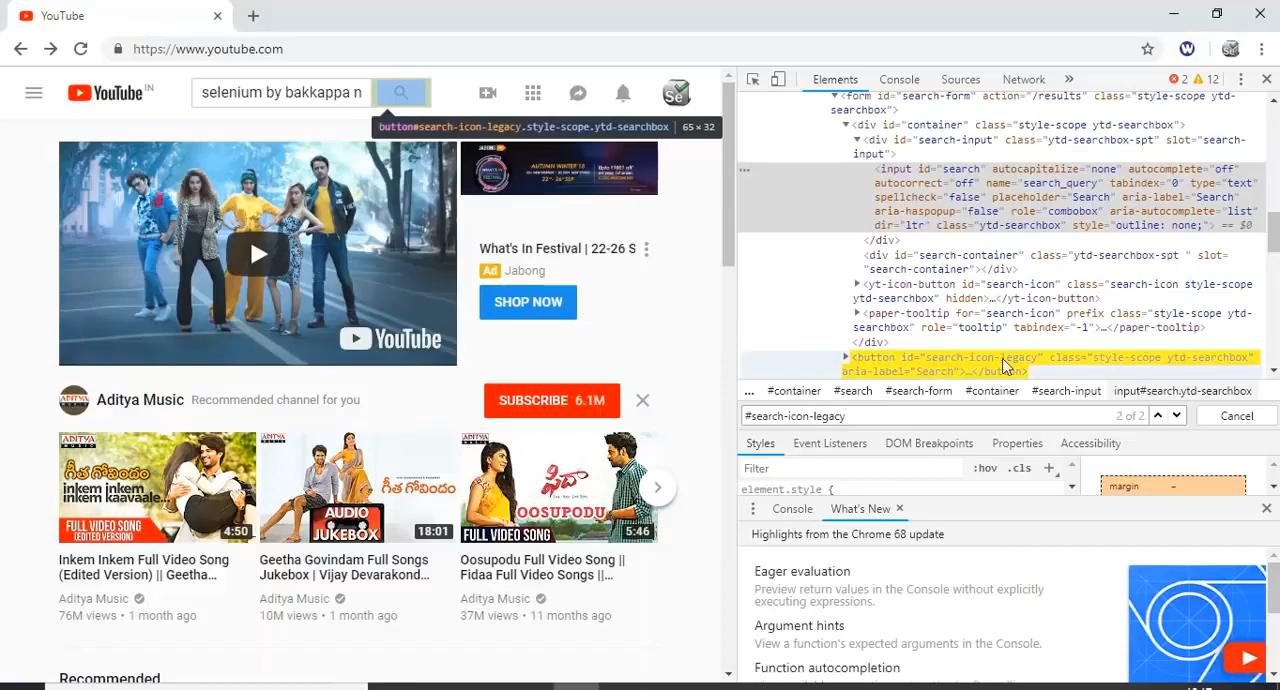 YouTube
https://www.youtube.com
YouTube IN
selenium by bakkappa n
Se
button#search-icon-legacy.style-scope.ytd-searchbox 65 × 32
YouTube
What's In Festival | 22-26 S
Ad Jabong
SHOP NOW
Aditya Music Recommended channel for you
SUBSCRIBE 6.1M
FULL VIDEO SONG
(EDITED VERSION)
4:50
AUDIO
JUKEBOX
18:01
OOSUPODU
FULL VIDEO SONG
5:46
Inkem Inkem Full Video Song
(Edited Version) || Geetha...
Aditya Music
76M views • 1 month ago
Geetha Govindam Full Songs
Jukebox | Vijay Devarakond...
Aditya Music
10M views • 1 month ago
Oosupodu Full Video Song ||
Fidaa Full Video Songs ||...
Aditya Music
37M views • 11 months ago
Recommended
Elements Console Sources Network » 2 12
<form id="search-form" action="/results" class="style-scope ytd-
searchbox">
<div id="container" class="style-scope ytd-searchbox">
<div id="search-input" class="ytd-searchbox-spt" slot="search-
input">
<input id="search" autocapitalize="none" autocomplete="off"
autocorrect="off" name="search_query" tabindex="0" type="text"
spellcheck="false" placeholder="Search" aria-label="Search"
aria-haspopup="false" role="combobox" aria-autocomplete="list"
dir="ltr" class="ytd-searchbox" style="outline: none;"> == $0
</div>
<div id="search-container" class="ytd-searchbox-spt " slot=
"search-container"></div>
<yt-icon-button id="search-icon" class="search-icon style-scope
ytd-searchbox" hidden>…</yt-icon-button>
<paper-tooltip for="search-icon" prefix class="style-scope ytd-
searchbox" role="tooltip" tabindex="-1">…</paper-tooltip>
</div>
<button id="search-icon-legacy" class="style-scope ytd-searchbox"
aria-label="Search">…</button>
... #container #search #search-form #container #search-input input#search.ytd-searchbox
#search-icon-legacy 2 of 2 Cancel
Styles Event Listeners DOM Breakpoints Properties Accessibility
Filter :hov .cls +
element.style {
margin –
Console What's New ×
Highlights from the Chrome 68 update
Eager evaluation
Preview return values in the Console without explicitly
executing expressions.
Argument hints
View a function's expected arguments in the Console.
Function autocompletion